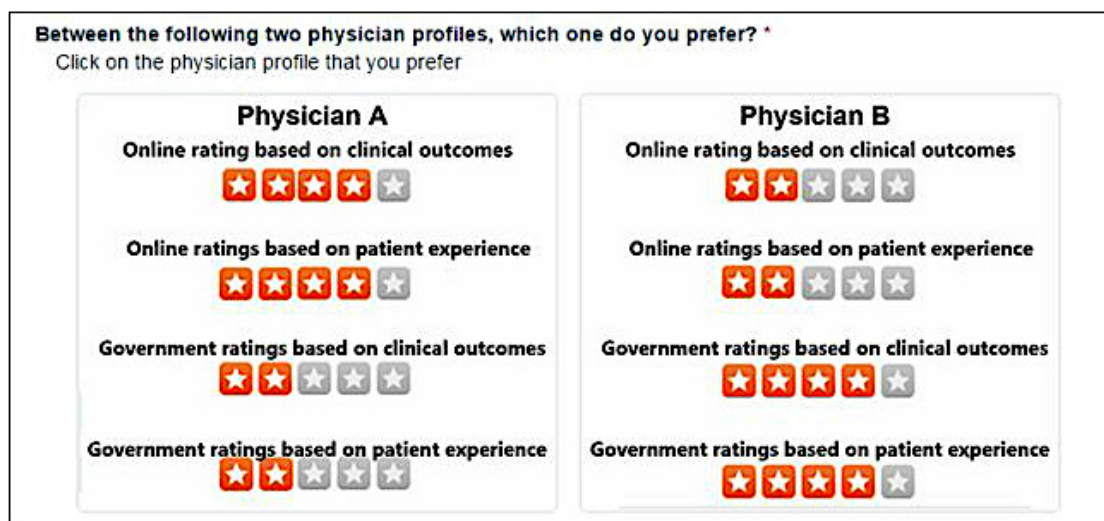 Between the following two physician profiles, which one do you prefer? *
Click on the physician profile that you prefer
Physician A
Online rating based on clinical outcomes
Online ratings based on patient experience
Government ratings based on clinical outcomes
Government ratings based on patient experience
Physician B
Online rating based on clinical outcomes
Online ratings based on patient experience
Government ratings based on clinical outcomes
Government ratings based on patient experience